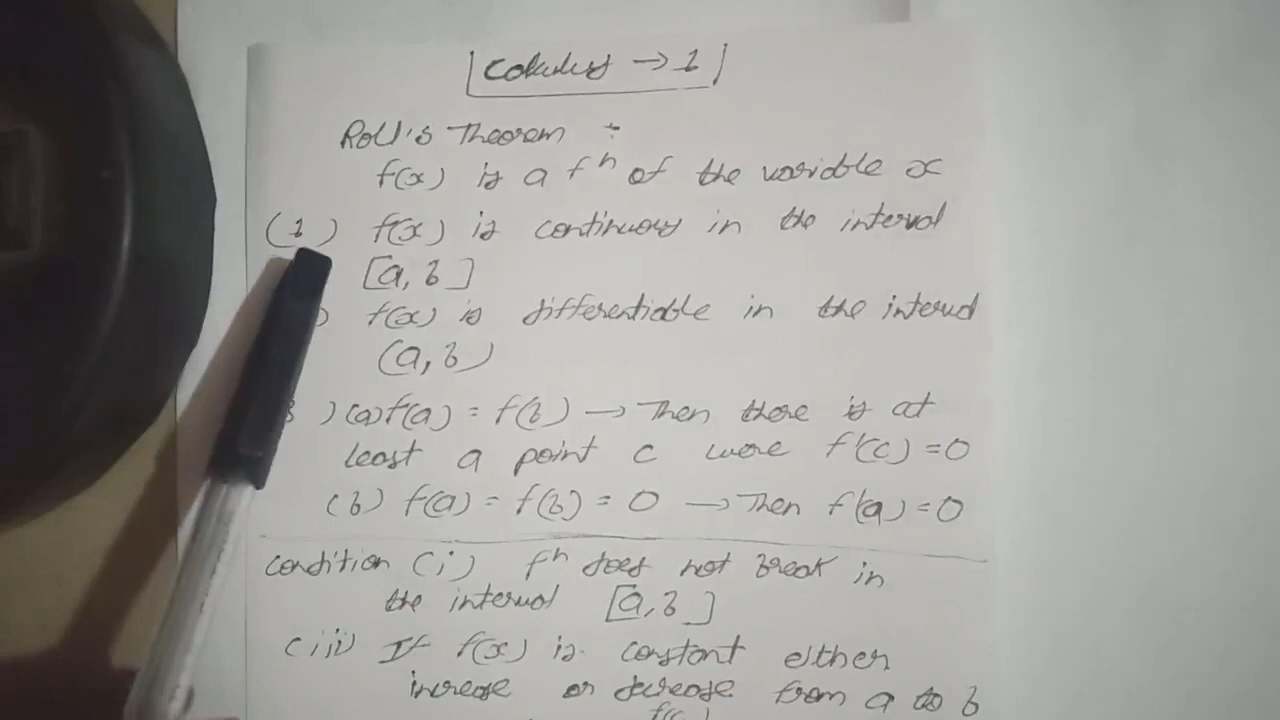 Calculus → 1
Roll's Theorem ÷
f(x) is a fⁿ of the variable x
(1) f(x) is continuous in the interval
[a, b]
) f(x) is differentiable in the interval
(a, b)
3 ) (a) f(a) = f(b) → Then there is at
least a point c were f'(c) = 0
(b) f(a) = f(b) = 0 → Then f'(a) = 0
condition (i) fⁿ does not break in
the interval [a, b]
(iii) If f(x) is constant either
increase or decrease from a to b
f(c)